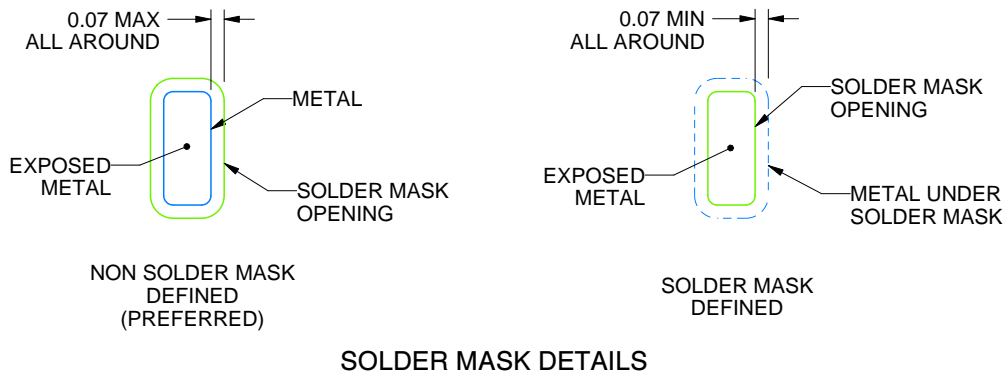 0.07 MAX
ALL AROUND
METAL
EXPOSED
METAL
SOLDER MASK
OPENING
NON SOLDER MASK
DEFINED
(PREFERRED)
0.07 MIN
ALL AROUND
SOLDER MASK
OPENING
EXPOSED
METAL
METAL UNDER
SOLDER MASK
SOLDER MASK
DEFINED
SOLDER MASK DETAILS